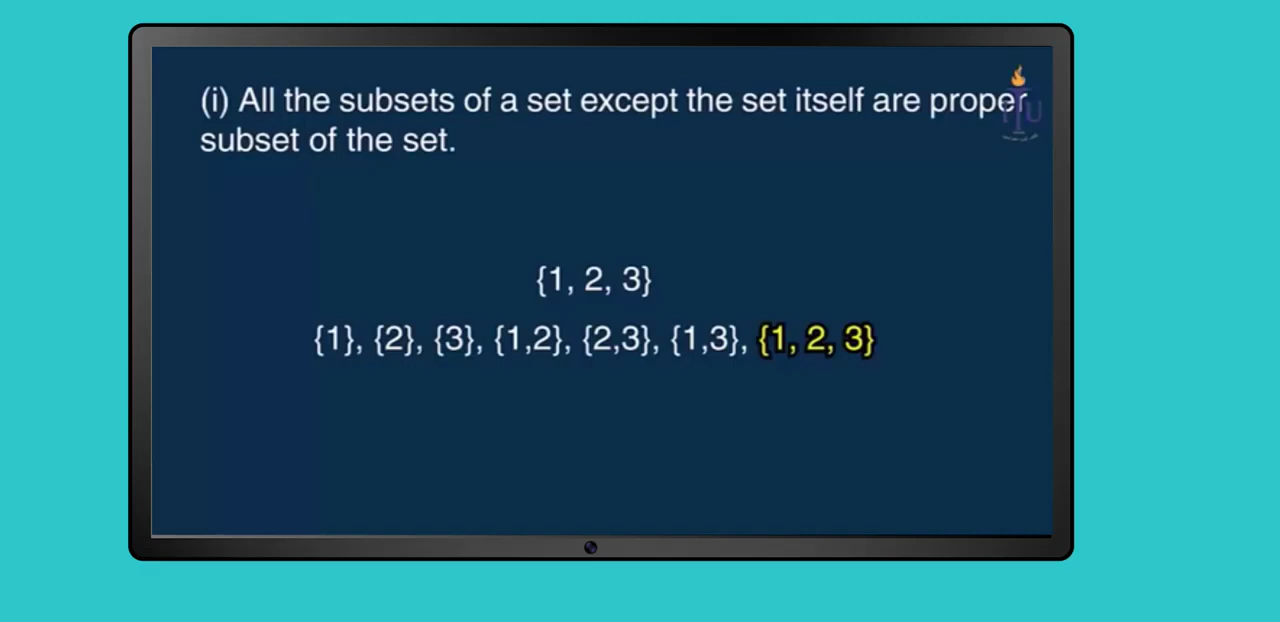 (i) All the subsets of a set except the set itself are proper
subset of the set.
{1, 2, 3}
{1}, {2}, {3}, {1,2}, {2,3}, {1,3}, {1, 2, 3}